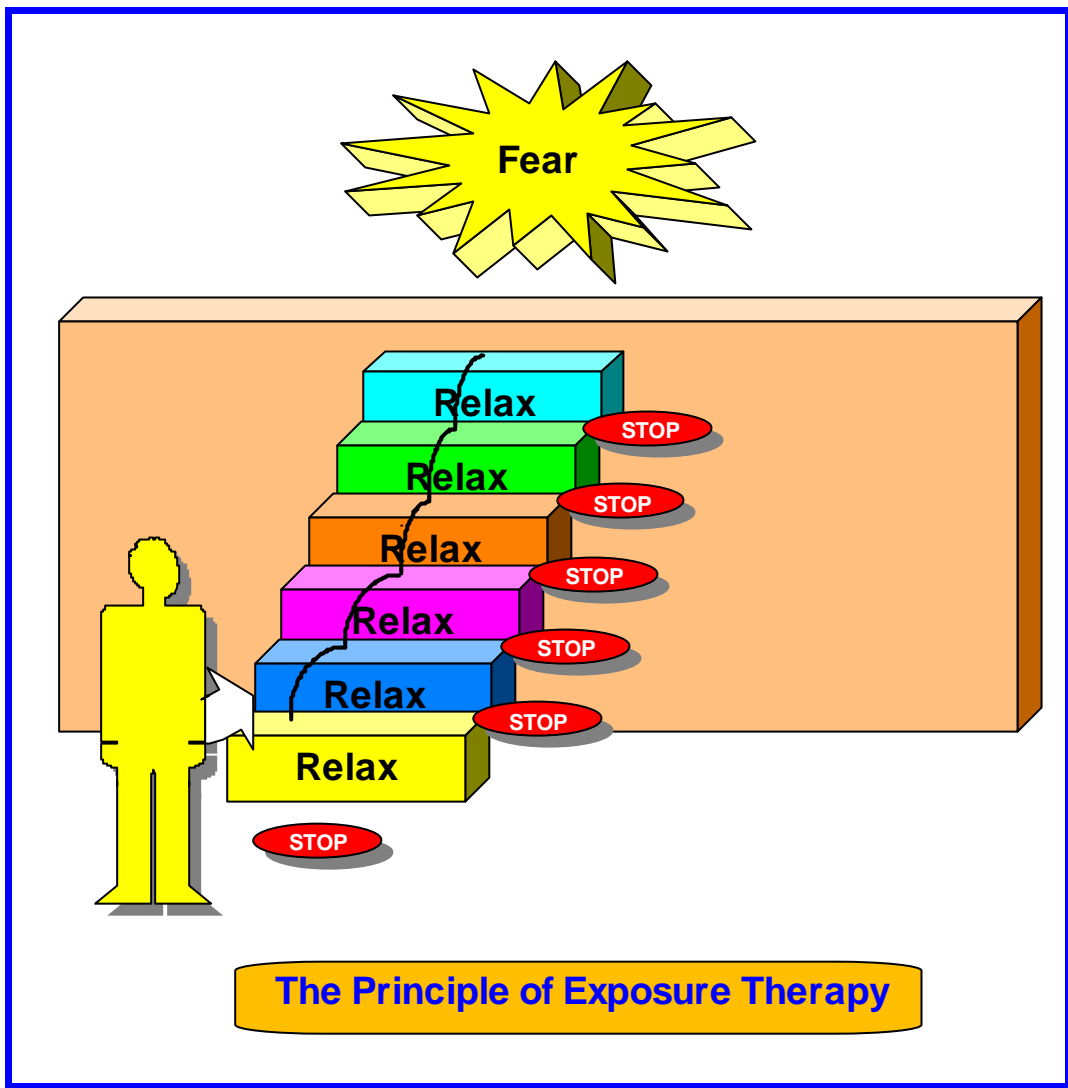 Fear
Relax
STOP
Relax
STOP
Relax
STOP
Relax
STOP
Relax
STOP
Relax
STOP
The Principle of Exposure Therapy